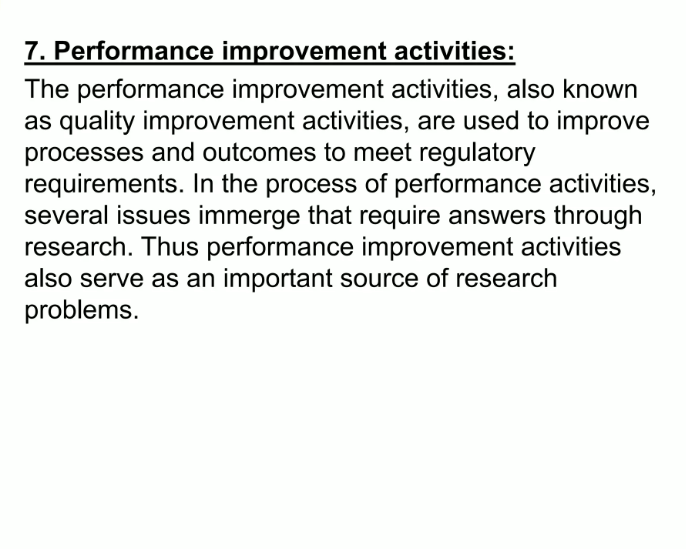 7. Performance improvement activities:
The performance improvement activities, also known
as quality improvement activities, are used to improve
processes and outcomes to meet regulatory
requirements. In the process of performance activities,
several issues immerge that require answers through
research. Thus performance improvement activities
also serve as an important source of research
problems.